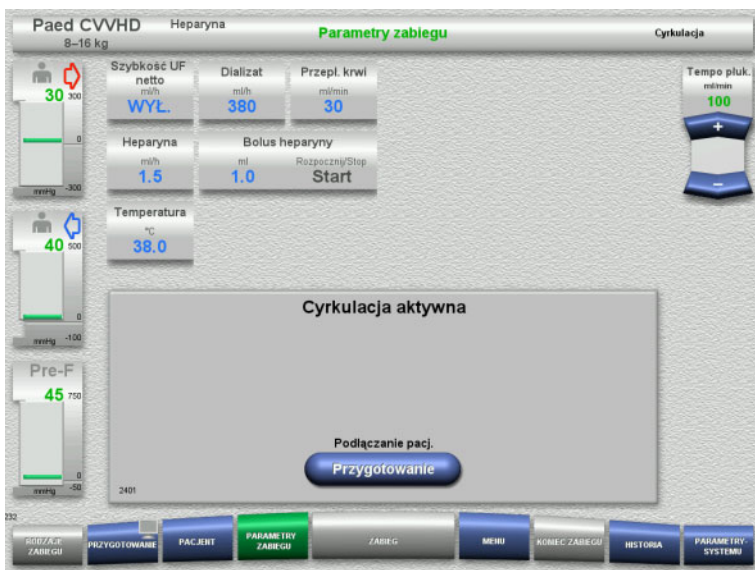 Paed CVVHD Heparyna Parametry zabiegu Cyrkulacja
8–16 kg
30 300
0
mmHg -300
40 500
0
mmHg -100
Pre-F
45 750
0
mmHg -50
232
Szybkość UF netto
ml/h
WYŁ.
Dializat
ml/h
380
Przepł. krwi
ml/min
30
Heparyna
ml/h
1.5
Bolus heparyny
ml Rozpocznij/Stop
1.0 Start
Temperatura
°C
38.0
Tempo płuk.
ml/min
100
+
−
Cyrkulacja aktywna
Podłączanie pacj.
Przygotowanie
2401
RODZAJE ZABIEGU
PRZYGOTOWANIE
PACJENT
PARAMETRY ZABIEGU
ZABIEG
MENU
KONIEC ZABIEGU
HISTORIA
PARAMETRY-SYSTEMU